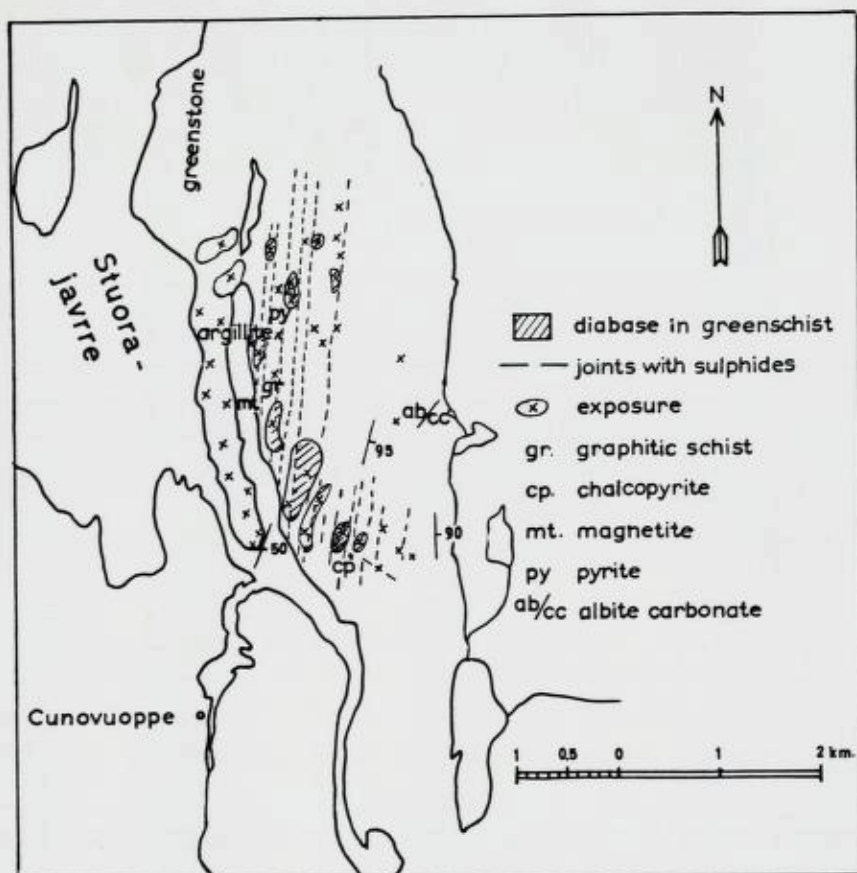 N
greenstone
Stuora-
javrre
argillite
py
gr
mt.
ab/cc
95
90
50
cp.
Cunovuoppe
diabase in greenschist
joints with sulphides
exposure
gr. graphitic schist
cp. chalcopyrite
mt. magnetite
py pyrite
ab/cc albite carbonate
1 0,5 0 1 2 km.